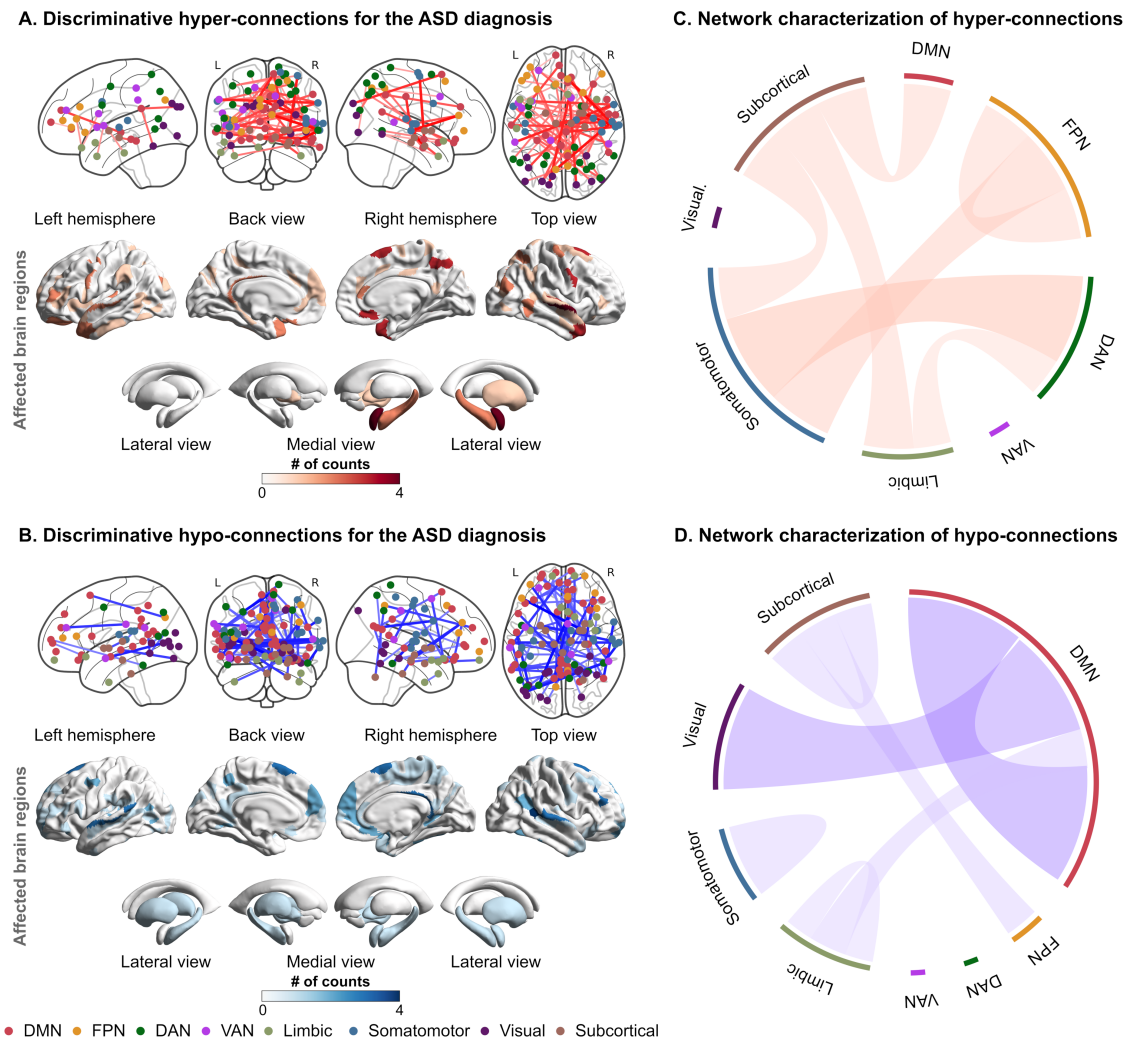 A. Discriminative hyper-connections for the ASD diagnosis
L R L R
Left hemisphere Back view Right hemisphere Top view
Affected brain regions
Lateral view Medial view Lateral view
# of counts
0 4
C. Network characterization of hyper-connections
DMN
Subcortical
FPN
Visual.
DAN
Somatomotor
VAN
Limbic
B. Discriminative hypo-connections for the ASD diagnosis
L R L R
Left hemisphere Back view Right hemisphere Top view
Affected brain regions
Lateral view Medial view Lateral view
# of counts
0 4
DMN FPN DAN VAN Limbic Somatomotor Visual Subcortical
D. Network characterization of hypo-connections
Subcortical
DMN
Visual
Somatomotor
FPN
DAN
VAN
Limbic